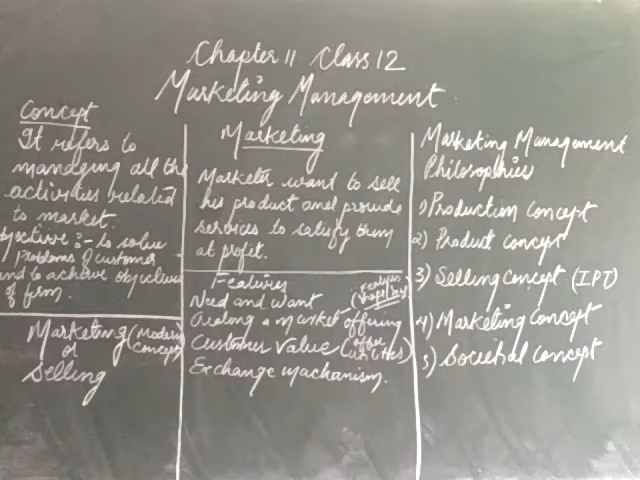 Chapter 11 Class 12
Marketing Management
Concept
It refers to
managing all the
activities related
to market.
objective :- to solve
problems of customer
and to achieve objectives
of firm.
Marketing (Modern
or concept)
Selling
Marketing
Marketer want to sell
his product and provide
services to satisfy them
at profit.
Features
Need and Want
a market offering
Customer Value (offer utilities)
Exchange machanism.
Marketing Management
Philosophies
1) Production Concept
2) Product Concept
3) Selling Concept (IPT)
4) Marketing Concept
5) Societal Concept